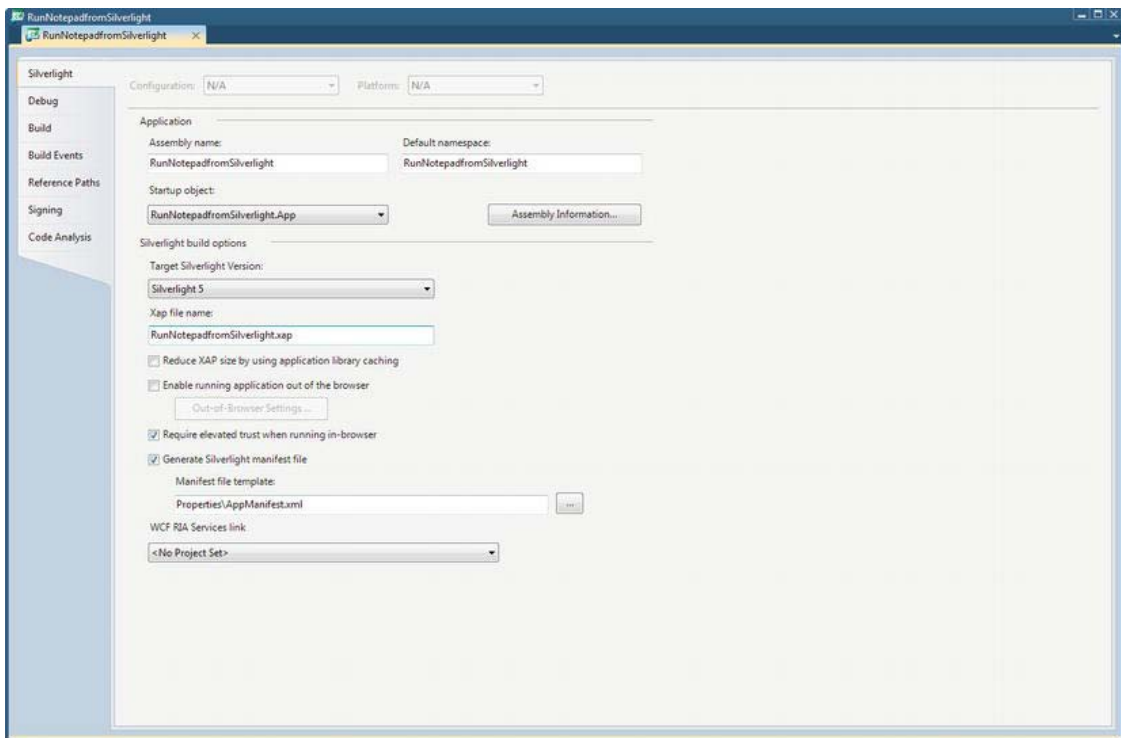 RunNotepadfromSilverlight
RunNotepadfromSilverlight
Silverlight
Debug
Build
Build Events
Reference Paths
Signing
Code Analysis
Configuration: N/A Platform: N/A
Application
Assembly name: Default namespace:
RunNotepadfromSilverlight RunNotepadfromSilverlight
Startup object:
RunNotepadfromSilverlight.App Assembly Information...
Silverlight build options
Target Silverlight Version:
Silverlight 5
Xap file name:
RunNotepadfromSilverlight.xap
Reduce XAP size by using application library caching
Enable running application out of the browser
Out-of-Browser Settings...
Require elevated trust when running in-browser
Generate Silverlight manifest file
Manifest file template:
Properties\AppManifest.xml ...
WCF RIA Services link
<No Project Set>